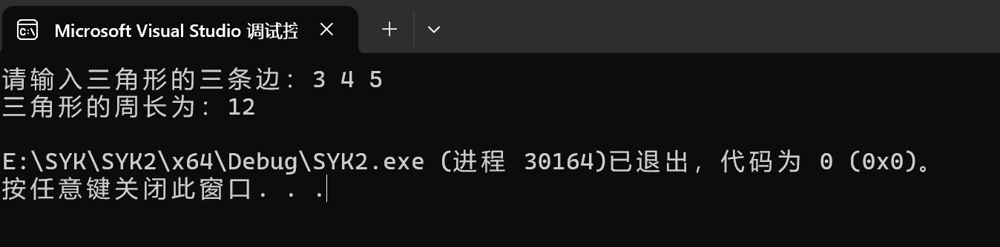 Microsoft Visual Studio 调试控
请输入三角形的三条边：3 4 5
三角形的周长为：12
E:\SYK\SYK2\x64\Debug\SYK2.exe (进程 30164)已退出，代码为 0 (0x0)。
按任意键关闭此窗口. . .